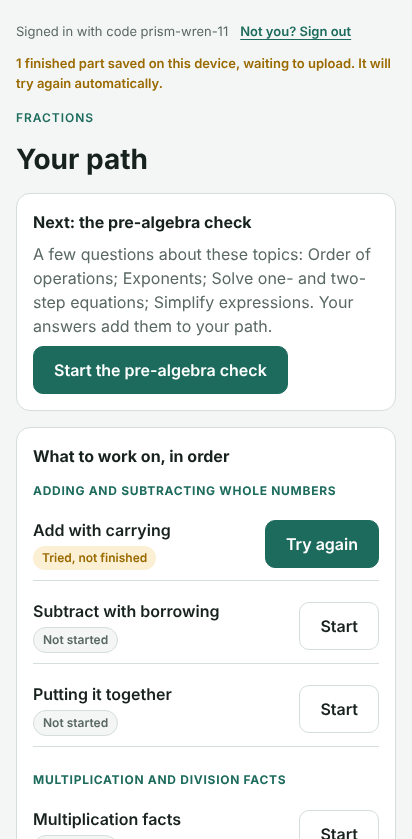 Signed in with code prism-wren-11 Not you? Sign out
1 finished part saved on this device, waiting to upload. It will
try again automatically.
FRACTIONS
Your path
Next: the pre-algebra check
A few questions about these topics: Order of
operations; Exponents; Solve one- and two-
step equations; Simplify expressions. Your
answers add them to your path.
Start the pre-algebra check
What to work on, in order
ADDING AND SUBTRACTING WHOLE NUMBERS
Add with carrying
Tried, not finished
Try again
Subtract with borrowing
Not started
Start
Putting it together
Not started
Start
MULTIPLICATION AND DIVISION FACTS
Multiplication facts
Start